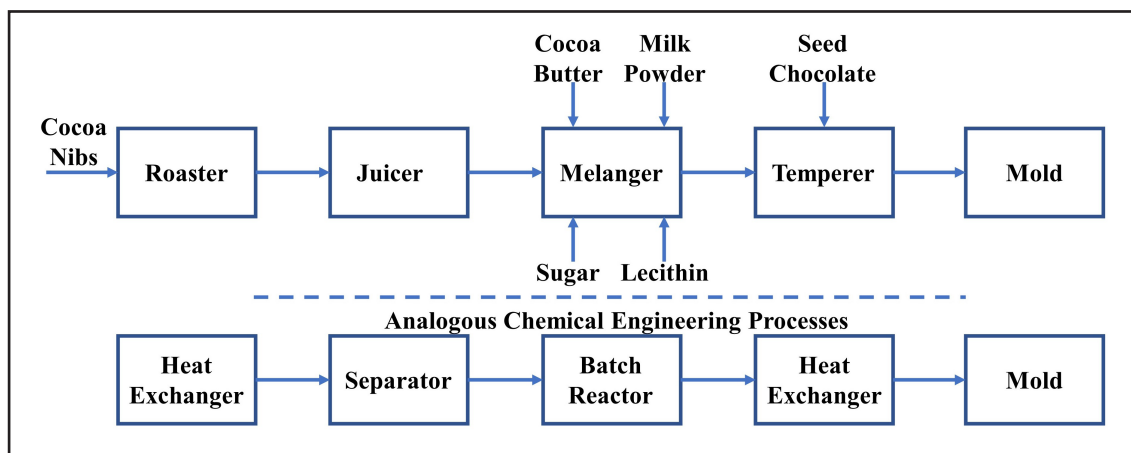 Cocoa
Butter
Milk
Powder
Seed
Chocolate
Cocoa
Nibs
Roaster
Juicer
Melanger
Temperer
Mold
Sugar
Lecithin
Analogous Chemical Engineering Processes
Heat
Exchanger
Separator
Batch
Reactor
Heat
Exchanger
Mold